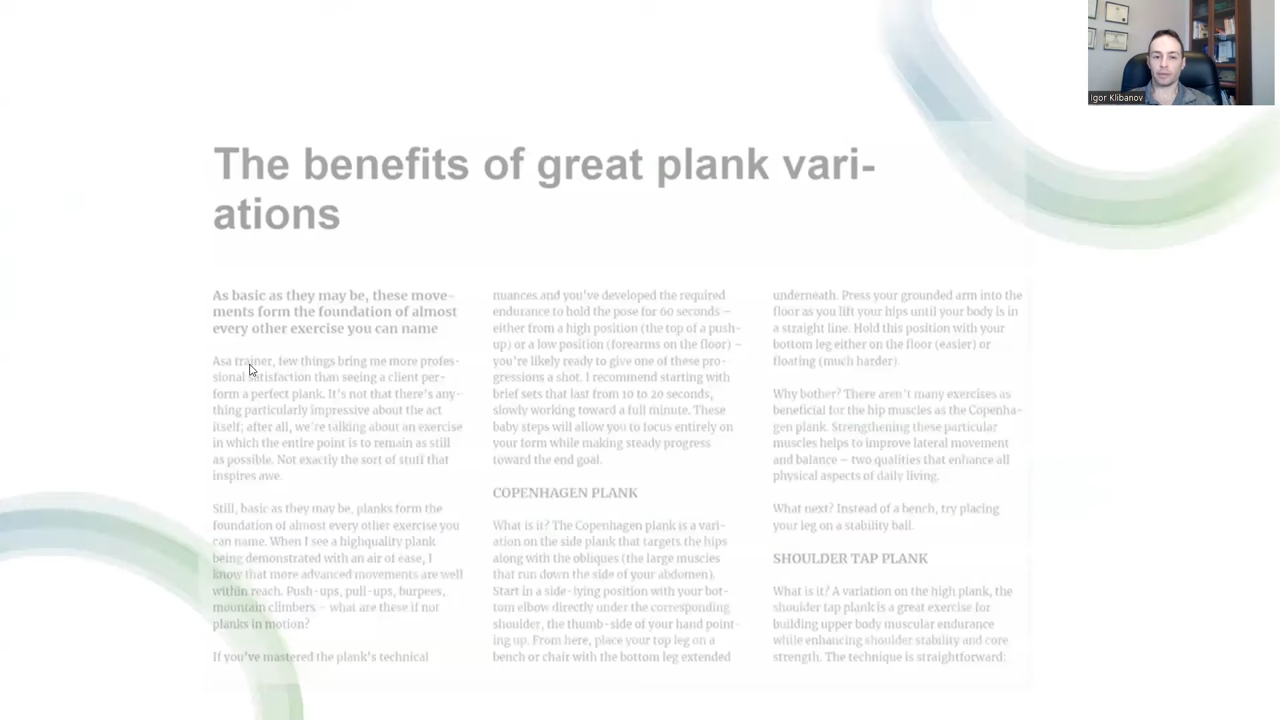 Igor Klibanov
The benefits of great plank vari-
ations
As basic as they may be, these move-
ments form the foundation of almost
every other exercise you can name
Asa trainer, few things bring me more profes-
sional satisfaction than seeing a client per-
form a perfect plank. It's not that there's any-
thing particularly impressive about the act
itself; after all, we're talking about an exercise
in which the entire point is to remain as still
as possible. Not exactly the sort of stuff that
inspires awe.
Still, basic as they may be, planks form the
foundation of almost every other exercise you
can name. When I see a highquality plank
being demonstrated with an air of ease, I
know that more advanced movements are well
within reach. Push-ups, pull-ups, burpees,
mountain climbers – what are these if not
planks in motion?
If you've mastered the plank's technical
nuances and you've developed the required
endurance to hold the pose for 60 seconds –
either from a high position (the top of a push-
up) or a low position (forearms on the floor) –
you're likely ready to give one of these pro-
gressions a shot. I recommend starting with
brief sets that last from 10 to 20 seconds,
slowly working toward a full minute. These
baby steps will allow you to focus entirely on
your form while making steady progress
toward the end goal.
COPENHAGEN PLANK
What is it? The Copenhagen plank is a vari-
ation on the side plank that targets the hips
along with the obliques (the large muscles
that run down the side of your abdomen).
Start in a side-lying position with your bot-
tom elbow directly under the corresponding
shoulder, the thumb-side of your hand point-
ing up. From here, place your top leg on a
bench or chair with the bottom leg extended
underneath. Press your grounded arm into the
floor as you lift your hips until your body is in
a straight line. Hold this position with your
bottom leg either on the floor (easier) or
floating (much harder).
Why bother? There aren't many exercises as
beneficial for the hip muscles as the Copenha-
gen plank. Strengthening these particular
muscles helps to improve lateral movement
and balance – two qualities that enhance all
physical aspects of daily living.
What next? Instead of a bench, try placing
your leg on a stability ball.
SHOULDER TAP PLANK
What is it? A variation on the high plank, the
shoulder tap plank is a great exercise for
building upper body muscular endurance
while enhancing shoulder stability and core
strength. The technique is straightforward: